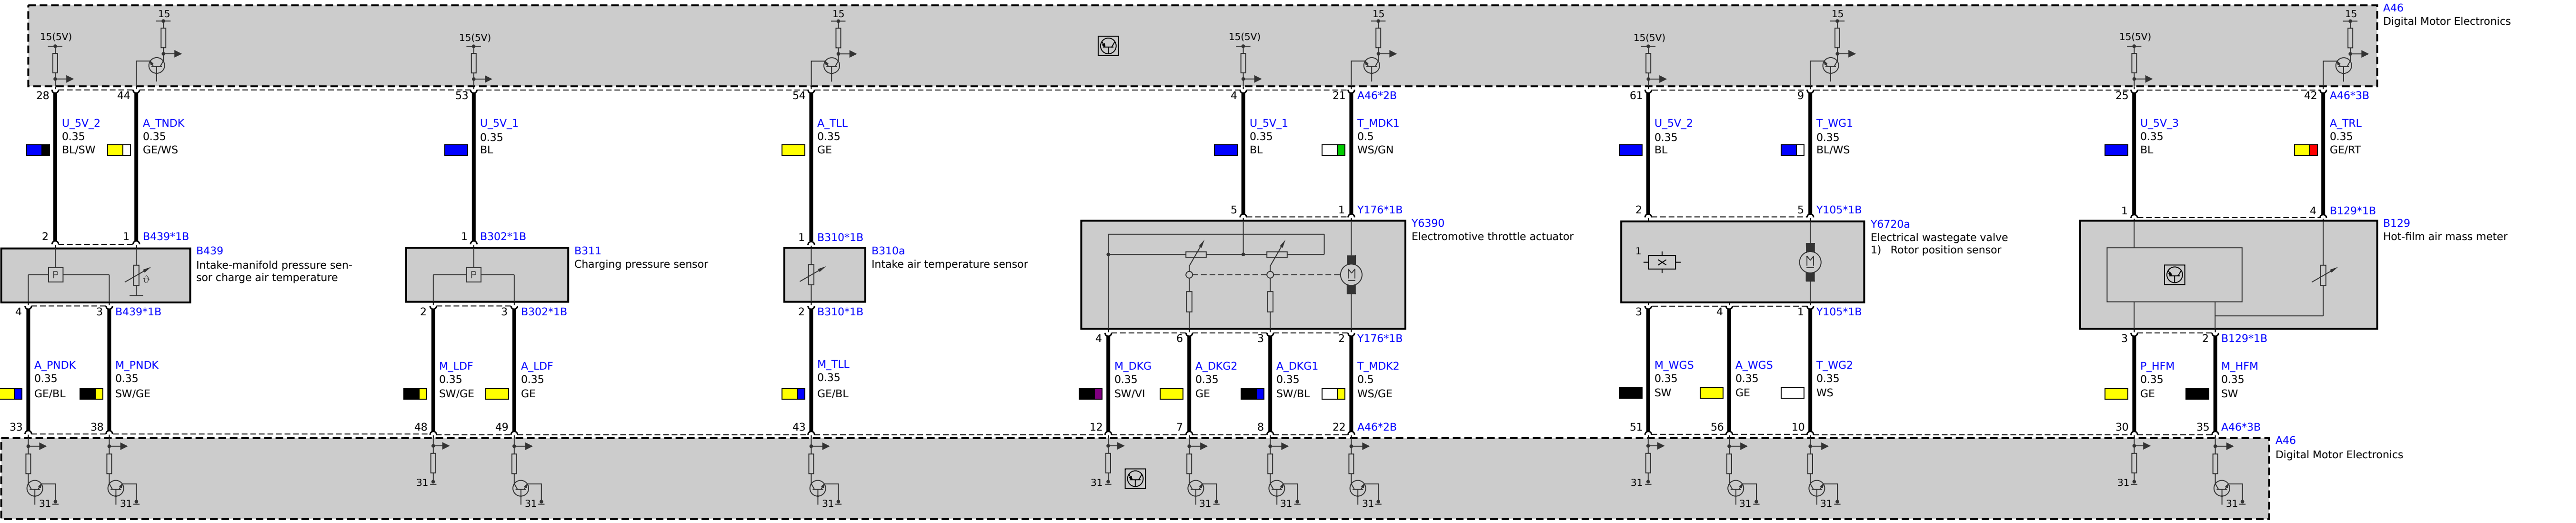 15 15 15 15 15 A46
Digital Motor Electronics
15(5V) 15(5V) 15(5V) 15(5V) 15(5V)
28 44 53 54 4 21 A46*2B 61 9 25 42 A46*3B
U_5V_2 A_TNDK U_5V_1 A_TLL U_5V_1 T_MDK1 U_5V_2 T_WG1 U_5V_3 A_TRL
0.35 0.35 0.35 0.35 0.35 0.5 0.35 0.35 0.35 0.35
BL/SW GE/WS BL GE BL WS/GN BL BL/WS BL GE/RT
5 1 Y176*1B 2 5 Y105*1B 1 4 B129*1B
2 1 B439*1B 1 B302*1B 1 B310*1B
Y6390 Y6720a B129
Electromotive throttle actuator Electrical wastegate valve Hot-film air mass meter
1) Rotor position sensor
B439 B311 B310a
Intake-manifold pressure sen- Charging pressure sensor Intake air temperature sensor
sor charge air temperature
P ϑ P M 1 X M
4 3 B439*1B 2 3 B302*1B 2 B310*1B 3 4 1 Y105*1B
4 6 3 2 Y176*1B 3 2 B129*1B
A_PNDK M_PNDK M_LDF A_LDF M_TLL M_DKG A_DKG2 A_DKG1 T_MDK2 M_WGS A_WGS T_WG2 P_HFM M_HFM
0.35 0.35 0.35 0.35 0.35 0.35 0.35 0.35 0.5 0.35 0.35 0.35 0.35 0.35
GE/BL SW/GE SW/GE GE GE/BL SW/VI GE SW/BL WS/GE SW GE WS GE SW
33 38 48 49 43 12 7 8 22 A46*2B 51 56 10 30 35 A46*3B
A46
Digital Motor Electronics
31 31 31 31
31 31 31 31 31 31 31 31 31 31